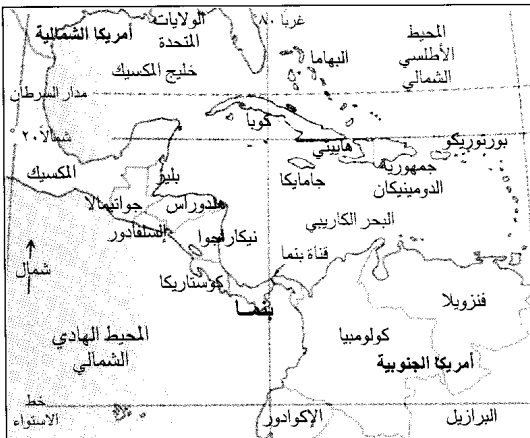 أمريكا الشمالية
الولايات
المتحدة
غربا ٨٠
المحيط
الأطلسي
الشمالي
خليج المكسيك
البهاما
مدار السرطان
كوبا
شمالا ٢٠
هاييتي
بورتوريكو
المكسيك
بليز
جامايكا
جمهورية
الدومينيكان
جواتيمالا
هندوراس
البحر الكاريبي
السلفادور
نيكاراجوا
قناة بنما
شمال
كوستاريكا
بنما
فنزويلا
المحيط الهادي
الشمالي
كولومبيا
أمريكا الجنوبية
خط
الاستواء
الإكوادور
البرازيل